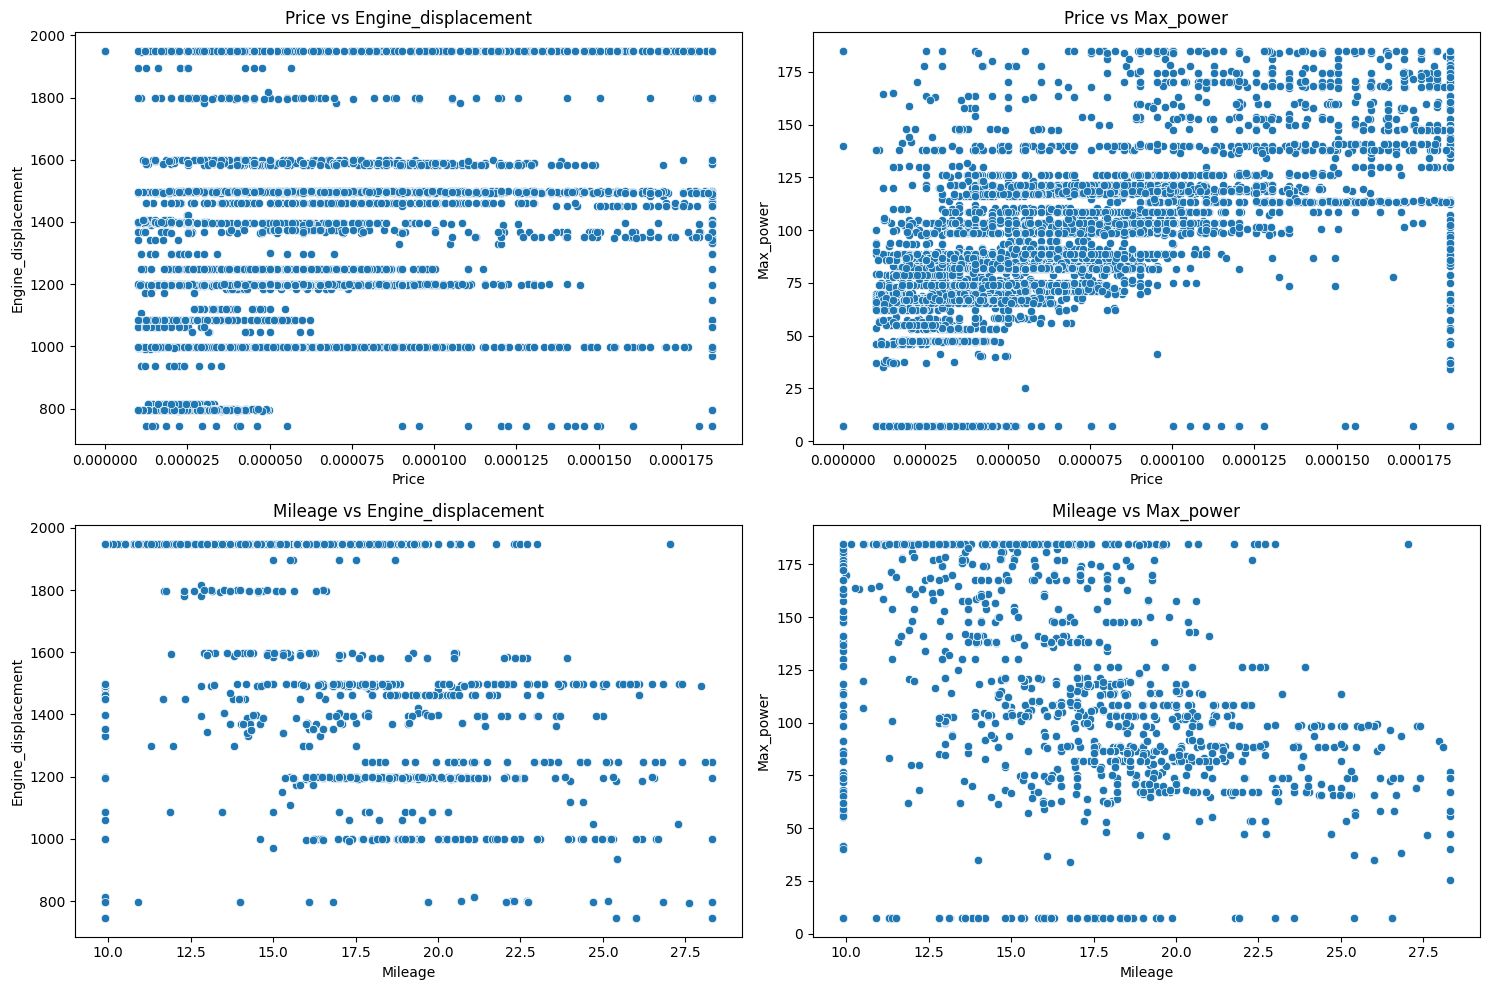 Price vs Engine_displacement
2000
1800
1600
1400
1200
1000
800
Engine_displacement
0.000000 0.000025 0.000050 0.000075 0.000100 0.000125 0.000150 0.000175
Price
Price vs Max_power
175
150
125
100
75
50
25
0
Max_power
0.000000 0.000025 0.000050 0.000075 0.000100 0.000125 0.000150 0.000175
Price
Mileage vs Engine_displacement
2000
1800
1600
1400
1200
1000
800
Engine_displacement
10.0 12.5 15.0 17.5 20.0 22.5 25.0 27.5
Mileage
Mileage vs Max_power
175
150
125
100
75
50
25
0
Max_power
10.0 12.5 15.0 17.5 20.0 22.5 25.0 27.5
Mileage